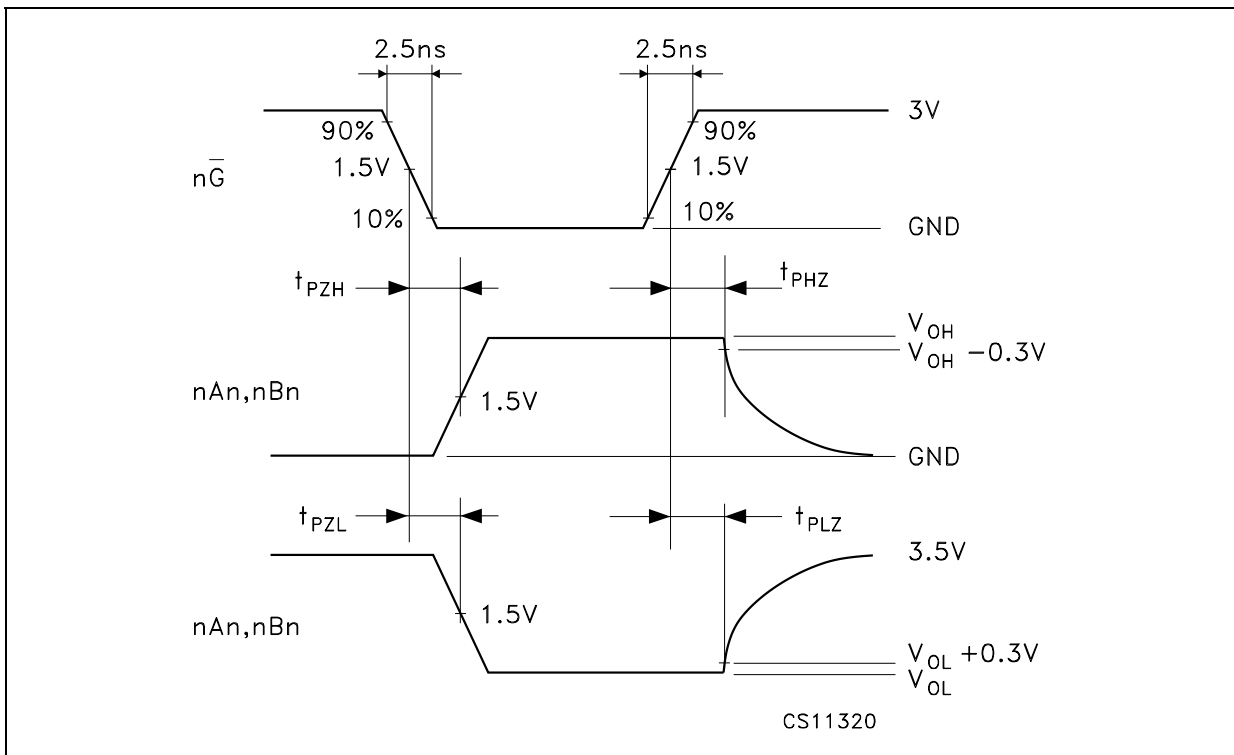 2.5ns 2.5ns
3V
90% 90%
1.5V 1.5V
nG̅
10% 10%
GND
tPZH tPHZ
VOH
VOH −0.3V
nAn,nBn
1.5V
GND
tPZL tPLZ
3.5V
1.5V
nAn,nBn
VOL +0.3V
VOL
CS11320